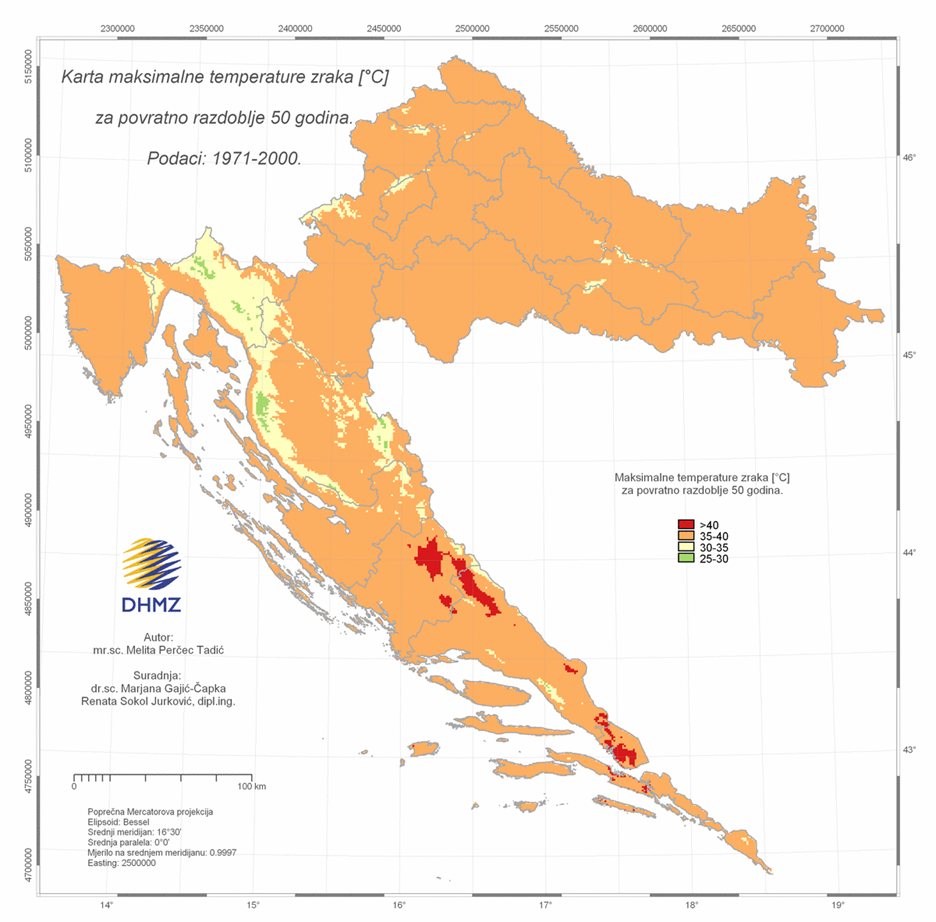 2300000 2350000 2400000 2450000 2500000 2550000 2600000 2650000 2700000
Karta maksimalne temperature zraka [°C]
za povratno razdoblje 50 godina.
Podaci: 1971-2000.
5150000
5100000
5050000
5000000
4950000
4900000
4850000
4800000
4750000
4700000
46°
45°
44°
43°
Maksimalne temperature zraka [°C]
za povratno razdoblje 50 godina.
>40
35-40
30-35
25-30
DHMZ
Autor:
mr.sc. Melita Perčec Tadić
Suradnja:
dr.sc. Marjana Gajić-Čapka
Renata Sokol Jurković, dipl.ing.
0 100 km
Poprečna Mercatorova projekcija
Elipsoid: Bessel
Srednji meridijan: 16°30'
Srednja paralela: 0°0'
Mjerilo na srednjem meridijanu: 0.9997
Easting: 2500000
14° 15° 16° 17° 18° 19°